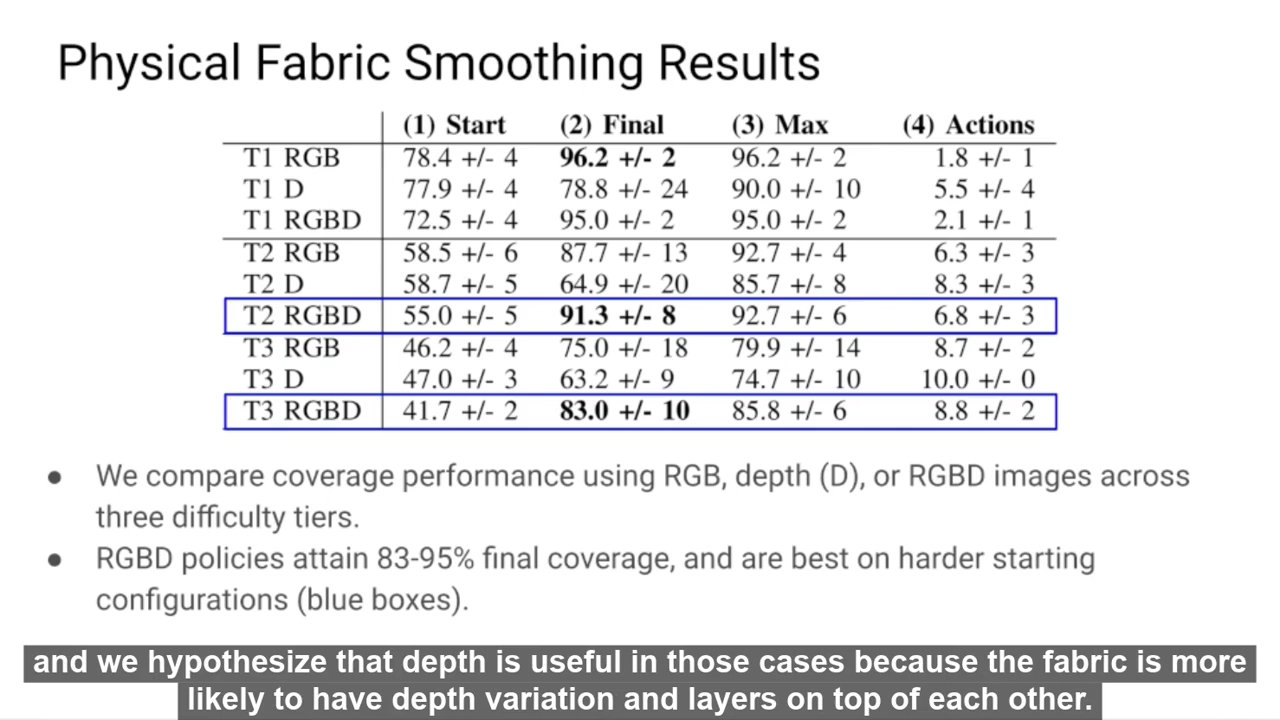 Physical Fabric Smoothing Results
(1) Start (2) Final (3) Max (4) Actions
T1 RGB 78.4 +/- 4 96.2 +/- 2 96.2 +/- 2 1.8 +/- 1
T1 D 77.9 +/- 4 78.8 +/- 24 90.0 +/- 10 5.5 +/- 4
T1 RGBD 72.5 +/- 4 95.0 +/- 2 95.0 +/- 2 2.1 +/- 1
T2 RGB 58.5 +/- 6 87.7 +/- 13 92.7 +/- 4 6.3 +/- 3
T2 D 58.7 +/- 5 64.9 +/- 20 85.7 +/- 8 8.3 +/- 3
T2 RGBD 55.0 +/- 5 91.3 +/- 8 92.7 +/- 6 6.8 +/- 3
T3 RGB 46.2 +/- 4 75.0 +/- 18 79.9 +/- 14 8.7 +/- 2
T3 D 47.0 +/- 3 63.2 +/- 9 74.7 +/- 10 10.0 +/- 0
T3 RGBD 41.7 +/- 2 83.0 +/- 10 85.8 +/- 6 8.8 +/- 2
● We compare coverage performance using RGB, depth (D), or RGBD images across
three difficulty tiers.
● RGBD policies attain 83-95% final coverage, and are best on harder starting
configurations (blue boxes).
and we hypothesize that depth is useful in those cases because the fabric is more
likely to have depth variation and layers on top of each other.